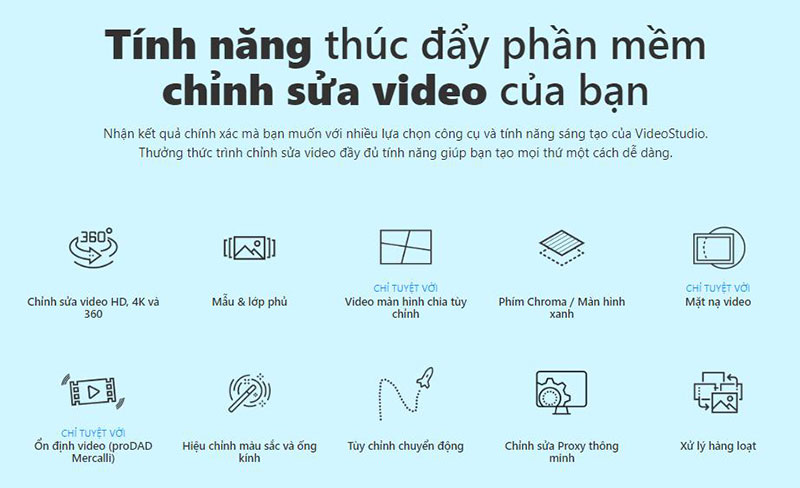 Tính năng thúc đẩy phần mềm
chỉnh sửa video của bạn
Nhận kết quả chính xác mà bạn muốn với nhiều lựa chọn công cụ và tính năng sáng tạo của VideoStudio.
Thưởng thức trình chỉnh sửa video đầy đủ tính năng giúp bạn tạo mọi thứ một cách dễ dàng.
360°
Chỉnh sửa video HD, 4K và
360
Mẫu & lớp phủ
CHỈ TUYỆT VỜI
Video màn hình chia tùy
chỉnh
Phím Chroma / Màn hình
xanh
CHỈ TUYỆT VỜI
Mặt nạ video
CHỈ TUYỆT VỜI
Ổn định video (proDAD
Mercalli)
Hiệu chỉnh màu sắc và ống
kính
Tùy chỉnh chuyển động
Chỉnh sửa Proxy thông
minh
Xử lý hàng loạt